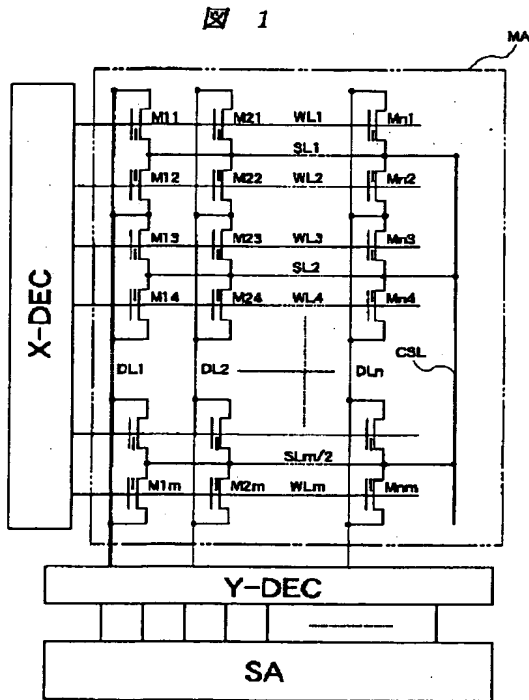 図 1
MA
M11 M21 WL1 Mn1
SL1
M12 M22 WL2 Mn2
M13 M23 WL3 Mn3
SL2
M14 M24 WL4 Mn4
X-DEC
DL1 DL2 DLn CSL
SLm/2
M1m M2m WLm Mnm
Y-DEC
SA